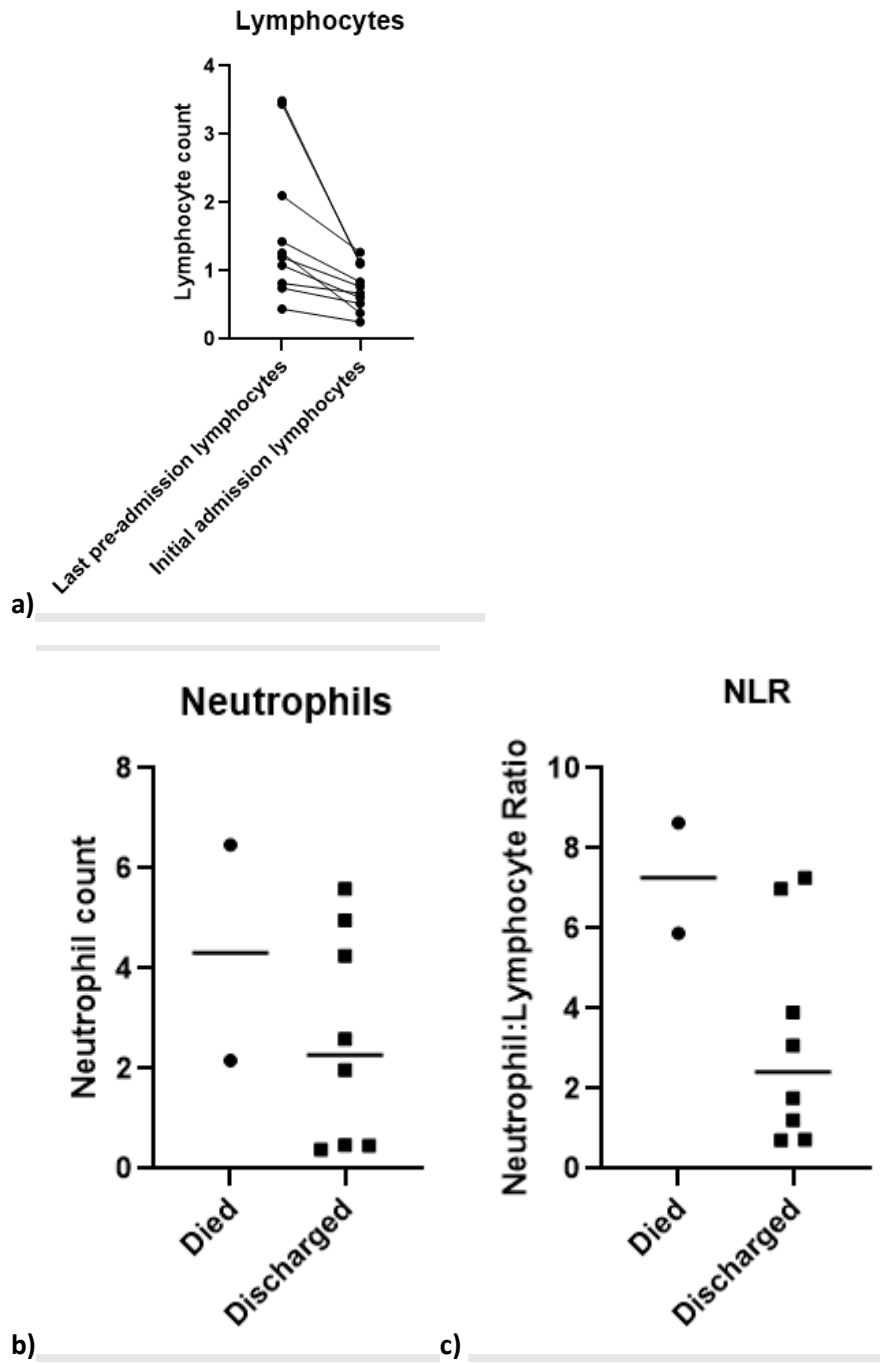 Lymphocytes
Lymphocyte count
4
3
2
1
0
Last pre-admission lymphocytes
Initial admission lymphocytes
a)
Neutrophils
Neutrophil count
8
6
4
2
0
Died
Discharged
b)
NLR
Neutrophil:Lymphocyte Ratio
10
8
6
4
2
0
Died
Discharged
c)